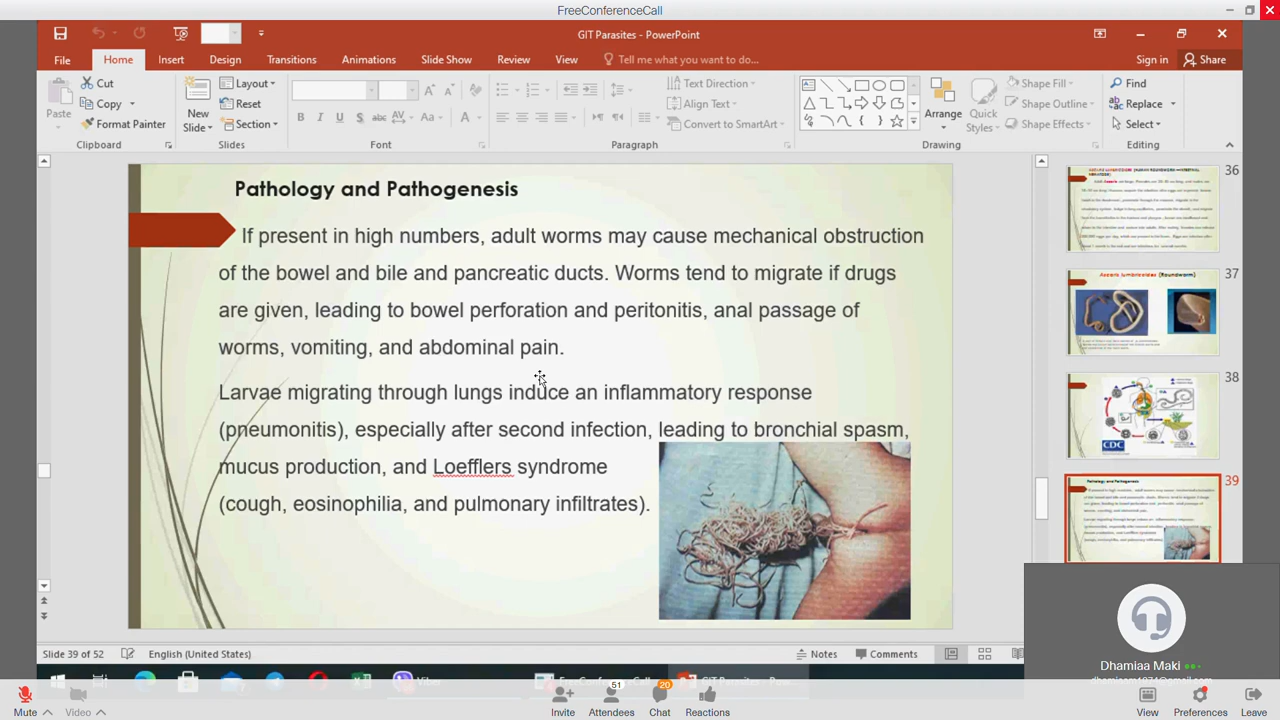 FreeConferenceCall
GIT Parasites - PowerPoint
File Home Insert Design Transitions Animations Slide Show Review View Tell me what you want to do... Sign in Share
Paste
Cut
Copy
Format Painter
Clipboard
New Slide
Layout
Reset
Section
Slides
Font
Text Direction
Align Text
Convert to SmartArt
Paragraph
Arrange
Quick Styles
Shape Fill
Shape Outline
Shape Effects
Drawing
Find
Replace
Select
Editing
Pathology and Pathogenesis
If present in high numbers, adult worms may cause mechanical obstruction
of the bowel and bile and pancreatic ducts. Worms tend to migrate if drugs
are given, leading to bowel perforation and peritonitis, anal passage of
worms, vomiting, and abdominal pain.
Larvae migrating through lungs induce an inflammatory response
(pneumonitis), especially after second infection, leading to bronchial spasm,
mucus production, and Loefflers syndrome
(cough, eosinophilia, and pulmonary infiltrates).
36
37
Ascaris lumbricoides (Roundworm)
38
CDC
39
Pathology and Pathogenesis
Slide 39 of 52 English (United States) Notes Comments
Dhamiaa Maki
Viber
Mute Video Invite 51 Attendees 20 Chat Reactions View Preferences Leave